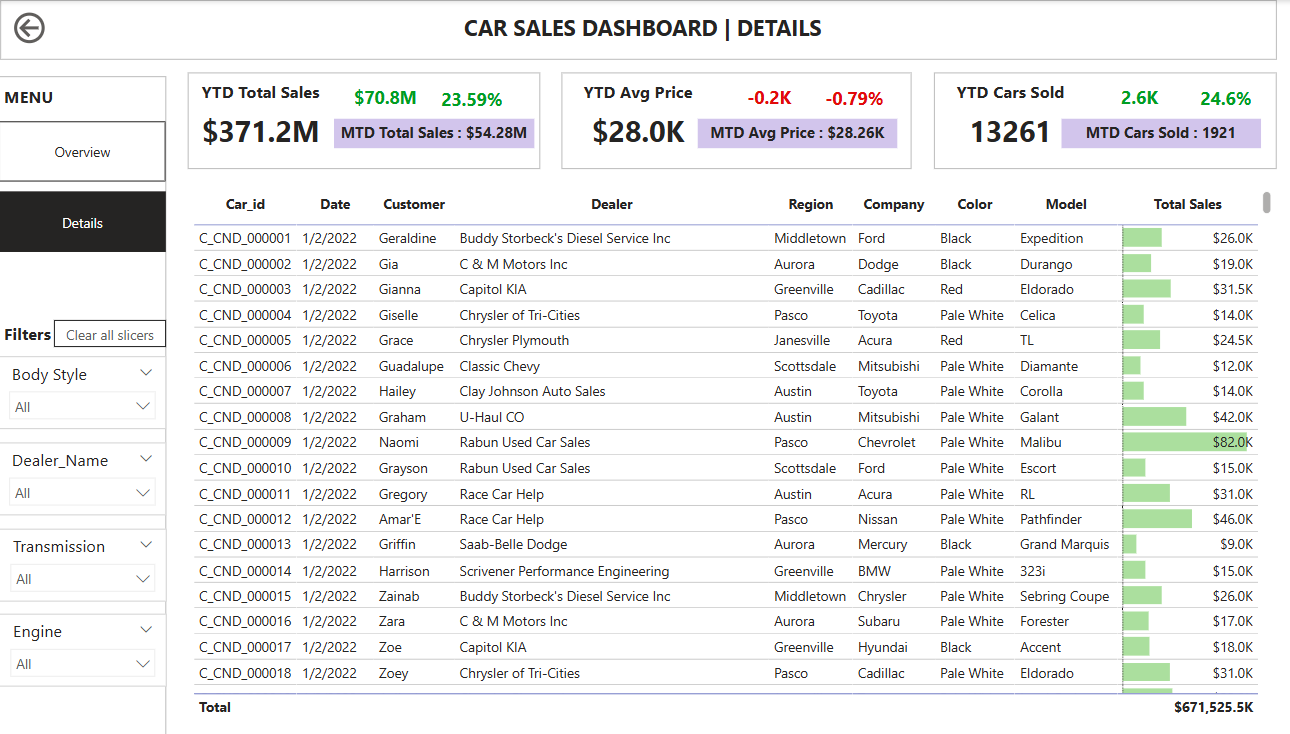 CAR SALES DASHBOARD | DETAILS
MENU
Overview
Details
Filters Clear all slicers
Body Style
All
Dealer_Name
All
Transmission
All
Engine
All
YTD Total Sales $70.8M 23.59%
$371.2M MTD Total Sales : $54.28M
YTD Avg Price -0.2K -0.79%
$28.0K MTD Avg Price : $28.26K
YTD Cars Sold 2.6K 24.6%
13261 MTD Cars Sold : 1921
Car_id Date Customer Dealer Region Company Color Model Total Sales
C_CND_000001 1/2/2022 Geraldine Buddy Storbeck's Diesel Service Inc Middletown Ford Black Expedition $26.0K
C_CND_000002 1/2/2022 Gia C & M Motors Inc Aurora Dodge Black Durango $19.0K
C_CND_000003 1/2/2022 Gianna Capitol KIA Greenville Cadillac Red Eldorado $31.5K
C_CND_000004 1/2/2022 Giselle Chrysler of Tri-Cities Pasco Toyota Pale White Celica $14.0K
C_CND_000005 1/2/2022 Grace Chrysler Plymouth Janesville Acura Red TL $24.5K
C_CND_000006 1/2/2022 Guadalupe Classic Chevy Scottsdale Mitsubishi Pale White Diamante $12.0K
C_CND_000007 1/2/2022 Hailey Clay Johnson Auto Sales Austin Toyota Pale White Corolla $14.0K
C_CND_000008 1/2/2022 Graham U-Haul CO Austin Mitsubishi Pale White Galant $42.0K
C_CND_000009 1/2/2022 Naomi Rabun Used Car Sales Pasco Chevrolet Pale White Malibu $82.0K
C_CND_000010 1/2/2022 Grayson Rabun Used Car Sales Scottsdale Ford Pale White Escort $15.0K
C_CND_000011 1/2/2022 Gregory Race Car Help Austin Acura Pale White RL $31.0K
C_CND_000012 1/2/2022 Amar'E Race Car Help Pasco Nissan Pale White Pathfinder $46.0K
C_CND_000013 1/2/2022 Griffin Saab-Belle Dodge Aurora Mercury Black Grand Marquis $9.0K
C_CND_000014 1/2/2022 Harrison Scrivener Performance Engineering Greenville BMW Pale White 323i $15.0K
C_CND_000015 1/2/2022 Zainab Buddy Storbeck's Diesel Service Inc Middletown Chrysler Pale White Sebring Coupe $26.0K
C_CND_000016 1/2/2022 Zara C & M Motors Inc Aurora Subaru Pale White Forester $17.0K
C_CND_000017 1/2/2022 Zoe Capitol KIA Greenville Hyundai Black Accent $18.0K
C_CND_000018 1/2/2022 Zoey Chrysler of Tri-Cities Pasco Cadillac Pale White Eldorado $31.0K
Total $671,525.5K